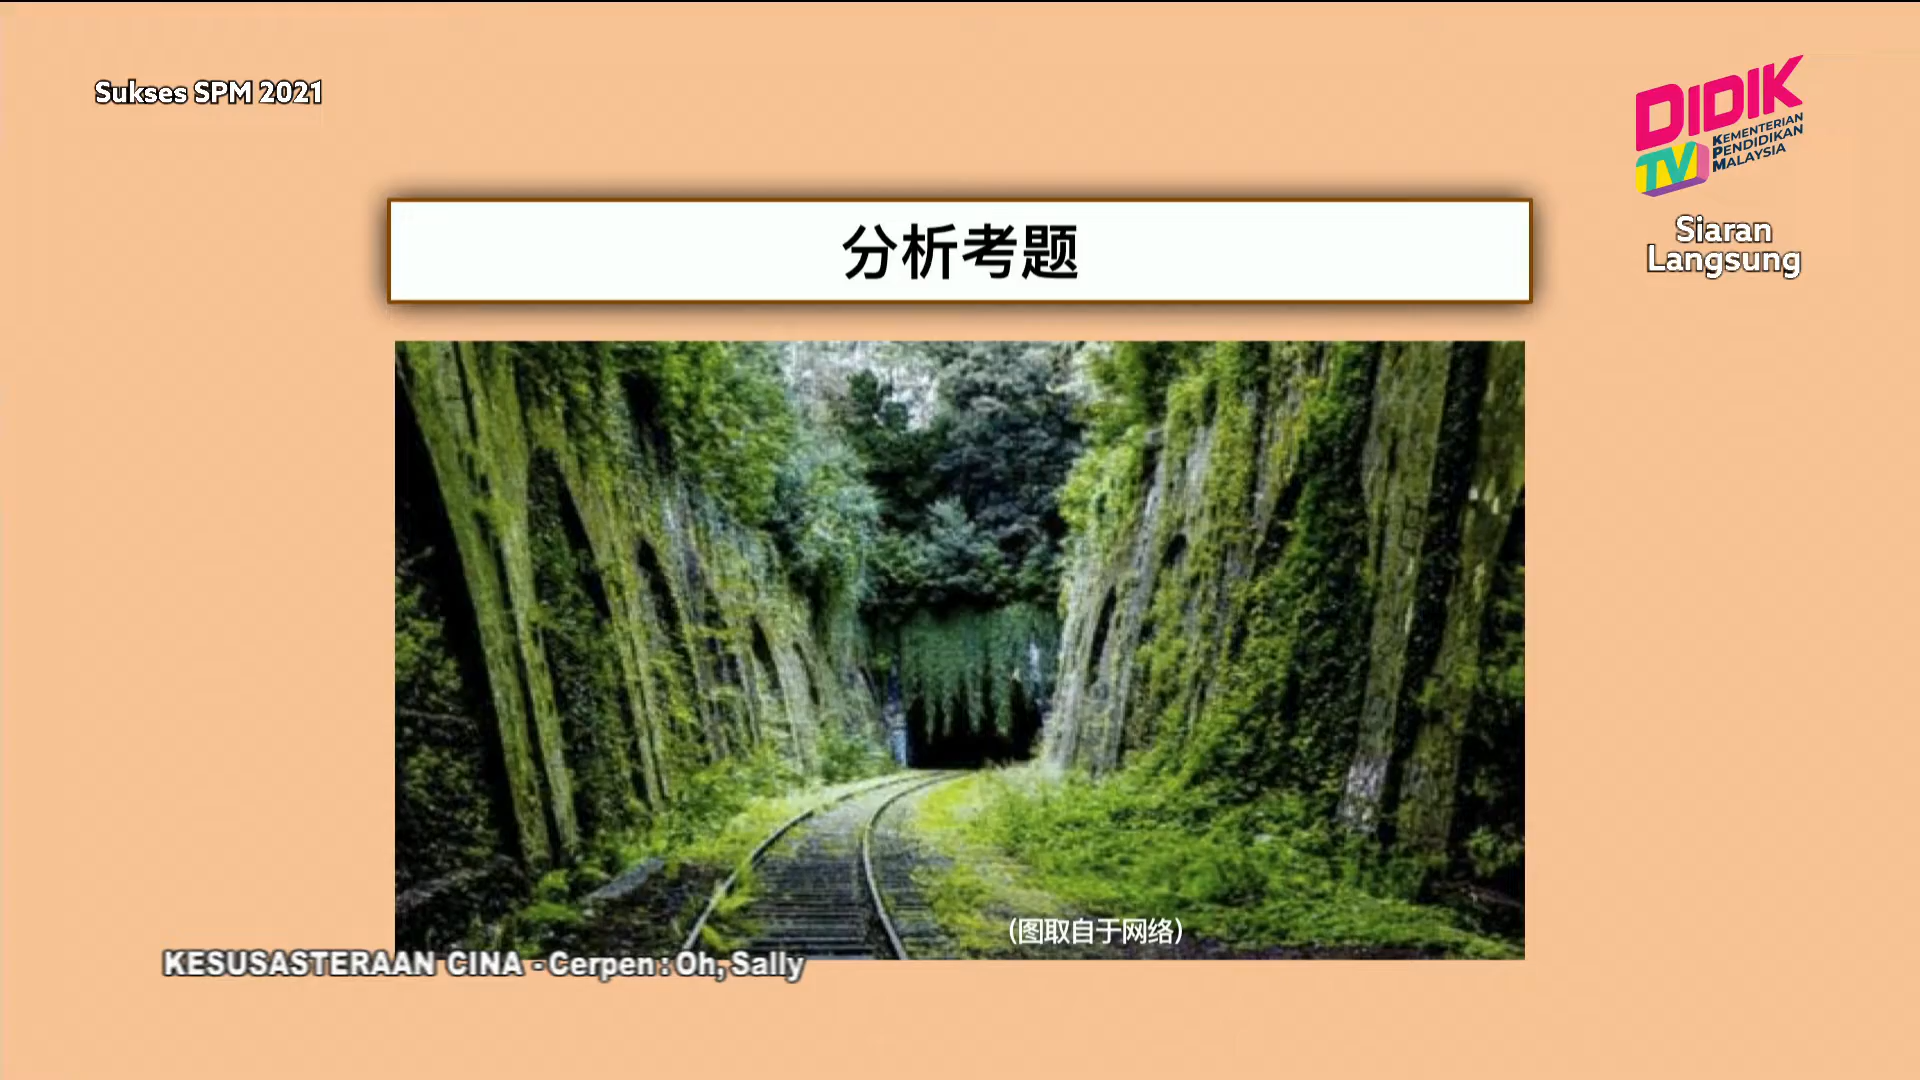 Sukses SPM 2021
DIDIK
TV
KEMENTERIAN
PENDIDIKAN
MALAYSIA
Siaran
Langsung
分析考题
(图取自于网络)
KESUSASTERAAN CINA - Cerpen : Oh, Sally